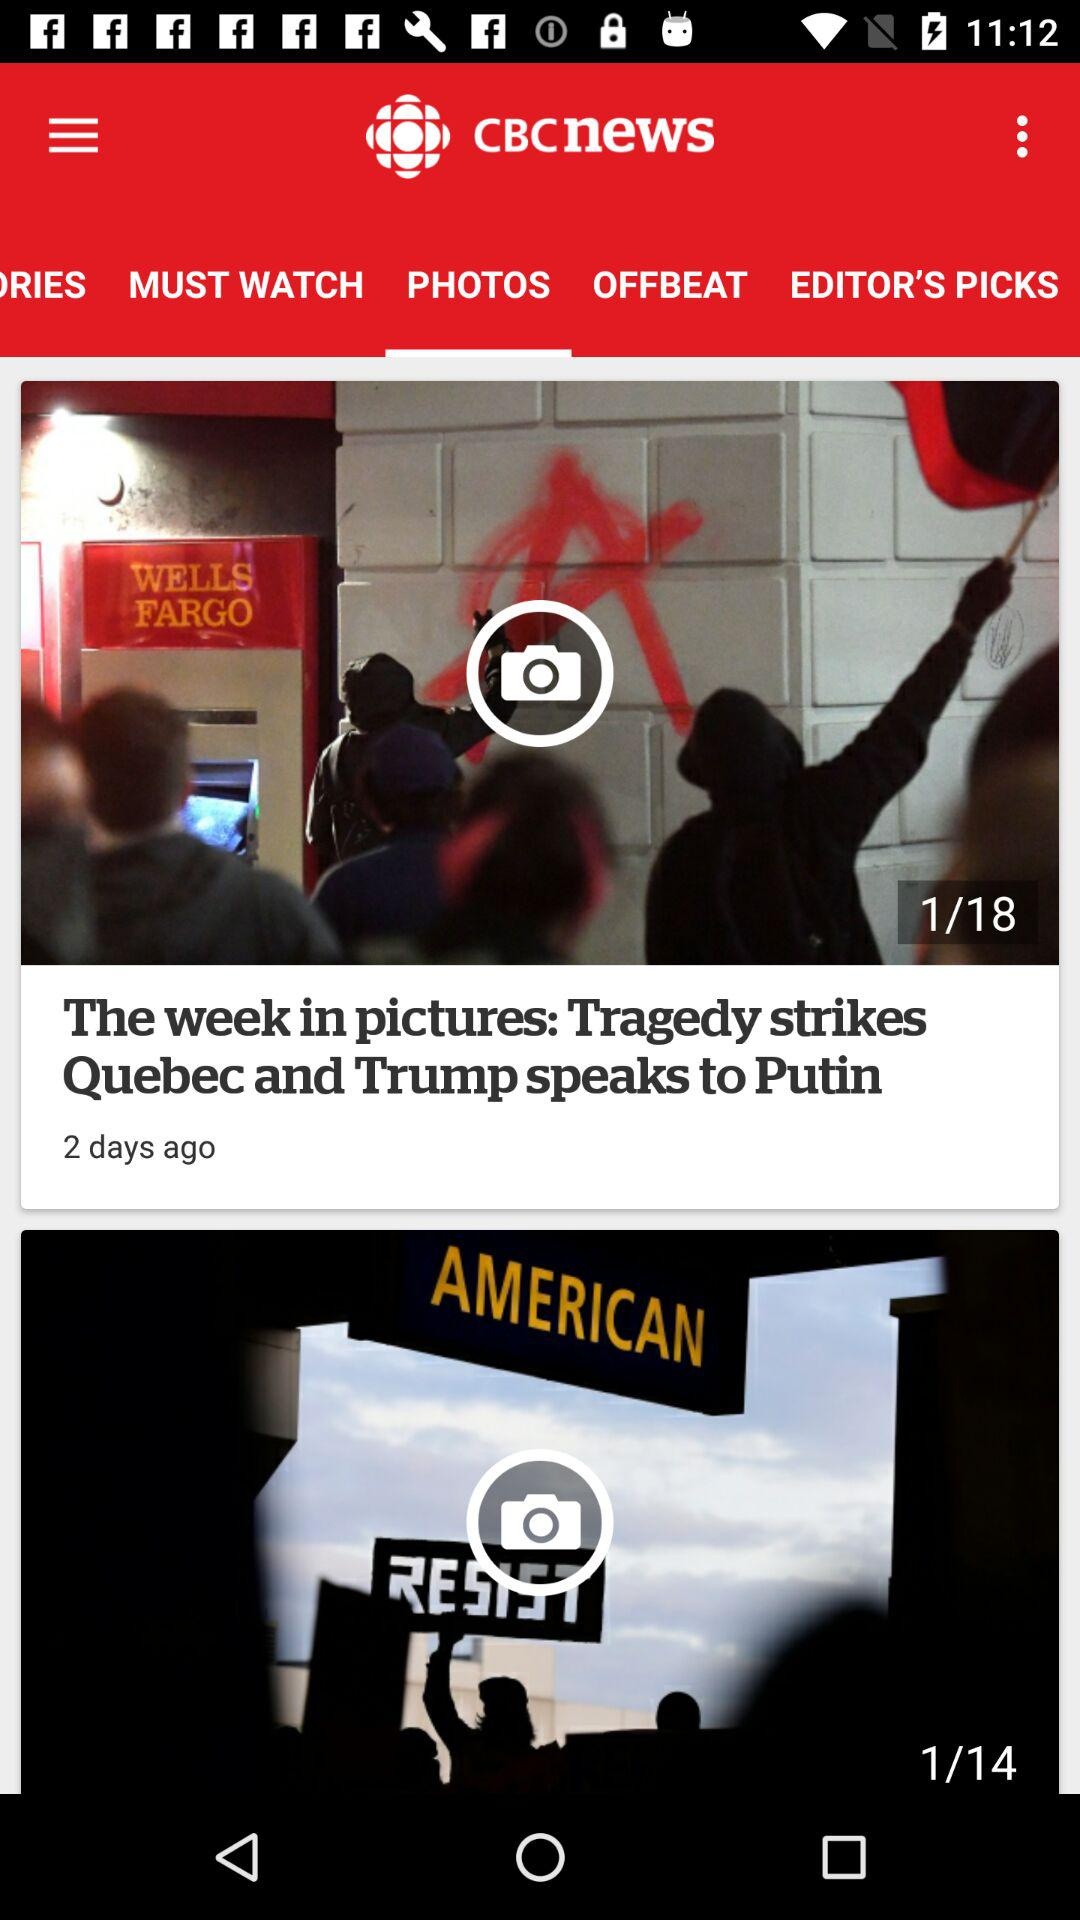 11:12
CBCnews
ORIES MUST WATCH PHOTOS OFFBEAT EDITOR’S PICKS
WELLS
FARGO
1/18
The week in pictures: Tragedy strikes
Quebec and Trump speaks to Putin
2 days ago
AMERICAN
RESIST
1/14